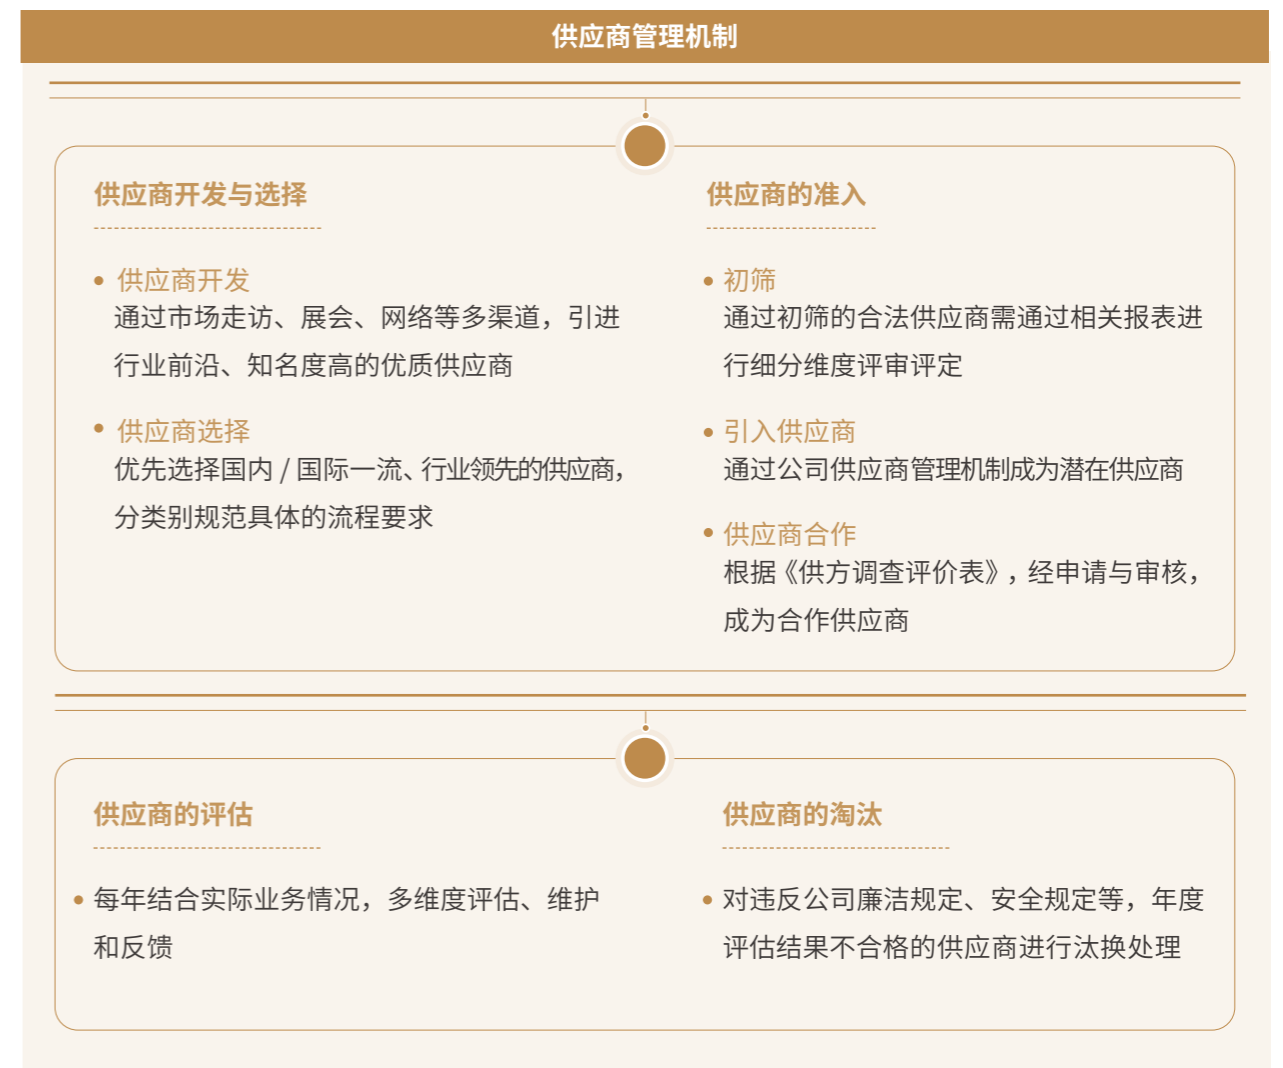 供应商管理机制
供应商开发与选择
供应商开发
通过市场走访、展会、网络等多渠道，引进
行业前沿、知名度高的优质供应商
供应商选择
优先选择国内 / 国际一流、行业领先的供应商，
分类别规范具体的流程要求
供应商的准入
初筛
通过初筛的合法供应商需通过相关报表进
行细分维度评审评定
引入供应商
通过公司供应商管理机制成为潜在供应商
供应商合作
根据《供方调查评价表》，经申请与审核，
成为合作供应商
供应商的评估
每年结合实际业务情况，多维度评估、维护
和反馈
供应商的淘汰
对违反公司廉洁规定、安全规定等，年度
评估结果不合格的供应商进行汰换处理